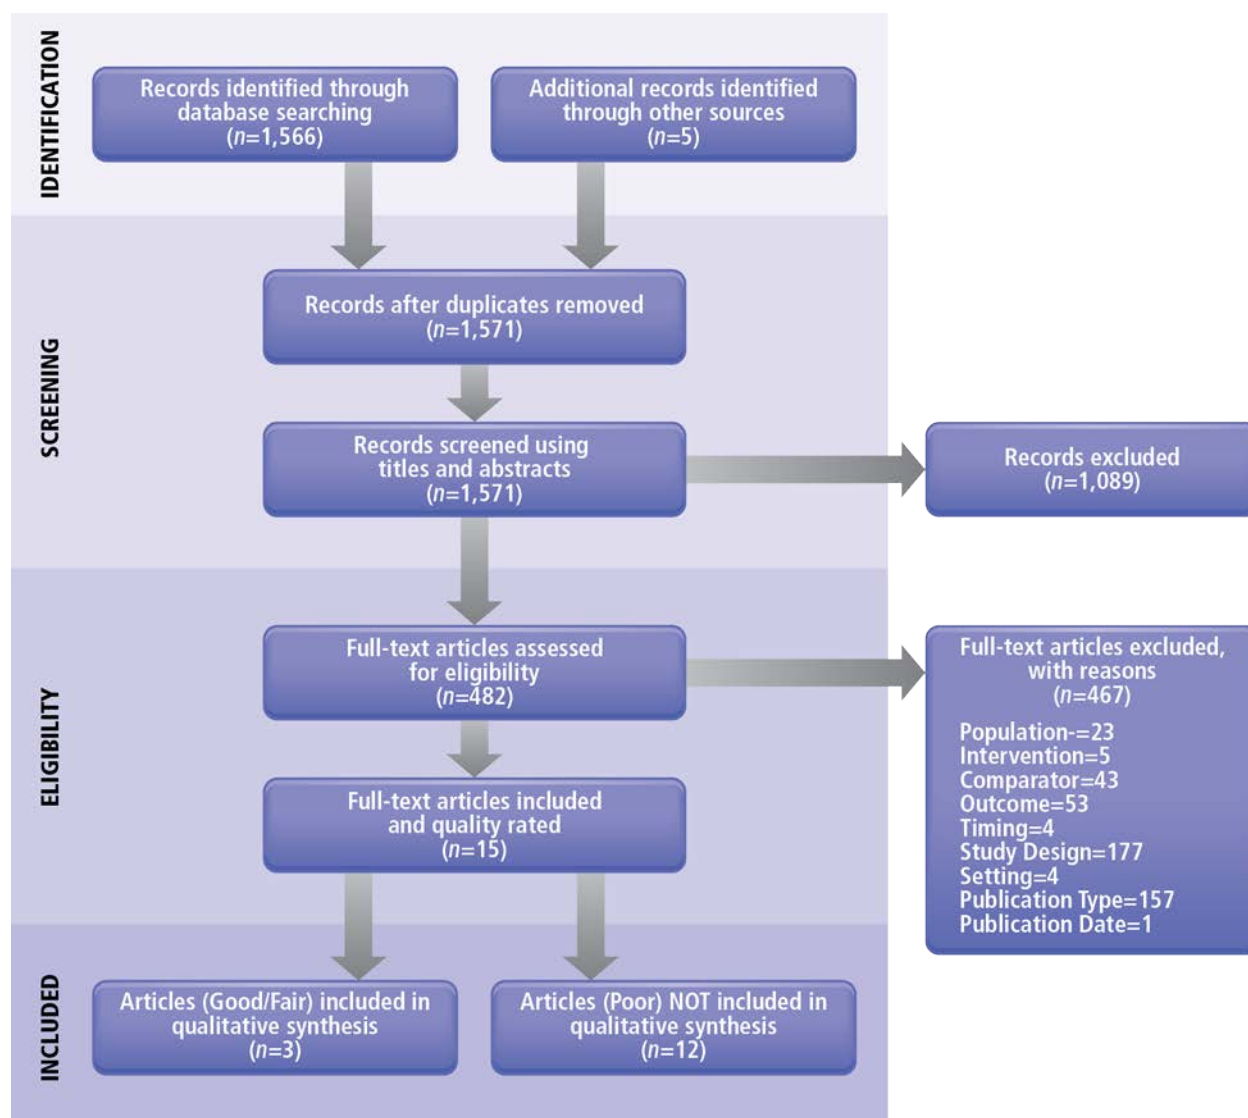 IDENTIFICATION
Records identified through
database searching
(n=1,566)
Additional records identified
through other sources
(n=5)
SCREENING
Records after duplicates removed
(n=1,571)
Records screened using
titles and abstracts
(n=1,571)
Records excluded
(n=1,089)
ELIGIBILITY
Full-text articles assessed
for eligibility
(n=482)
Full-text articles excluded,
with reasons
(n=467)
Population-=23
Intervention=5
Comparator=43
Outcome=53
Timing=4
Study Design=177
Setting=4
Publication Type=157
Publication Date=1
Full-text articles included
and quality rated
(n=15)
INCLUDED
Articles (Good/Fair) included in
qualitative synthesis
(n=3)
Articles (Poor) NOT included in
qualitative synthesis
(n=12)